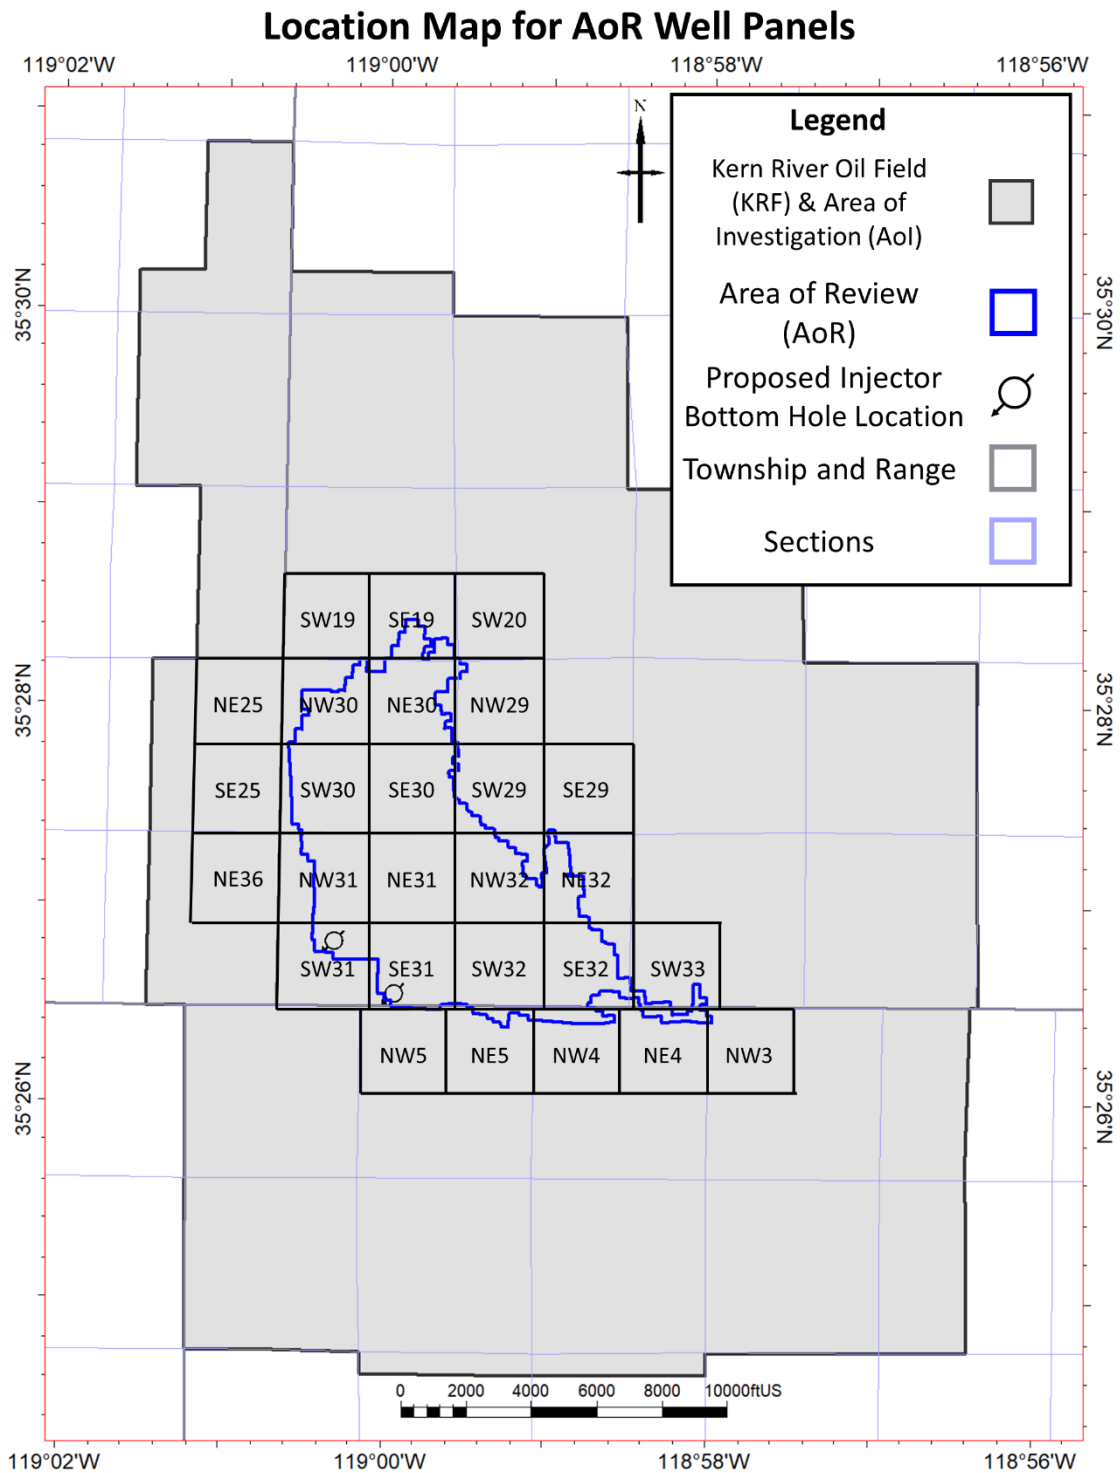 Location Map for AoR Well Panels
119°02'W 119°00'W 118°58'W 118°56'W
N
Legend
Kern River Oil Field
(KRF) & Area of
Investigation (AoI)
Area of Review
(AoR)
Proposed Injector
Bottom Hole Location
Township and Range
Sections
35°30'N 35°30'N
SW19 SE19 SW20
NE25 NW30 NE30 NW29
35°28'N 35°28'N
SE25 SW30 SE30 SW29 SE29
NE36 NW31 NE31 NW32 NE32
SW31 SE31 SW32 SE32 SW33
NW5 NE5 NW4 NE4 NW3
35°26'N 35°26'N
0 2000 4000 6000 8000 10000ftUS
119°02'W 119°00'W 118°58'W 118°56'W